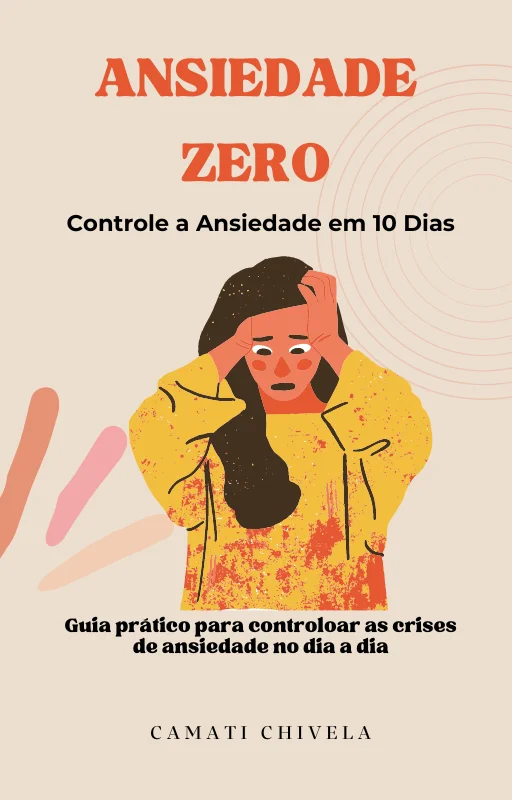 ANSIEDADE
ZERO
Controle a Ansiedade em 10 Dias
Guia prático para controloar as crises
de ansiedade no dia a dia
CAMATI CHIVELA